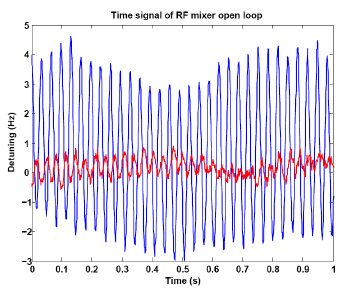 Time signal of RF mixer open loop
5
4
3
2
1
0
−1
−2
−3
Detuning (Hz)
0 0.1 0.2 0.3 0.4 0.5 0.6 0.7 0.8 0.9 1
Time (s)